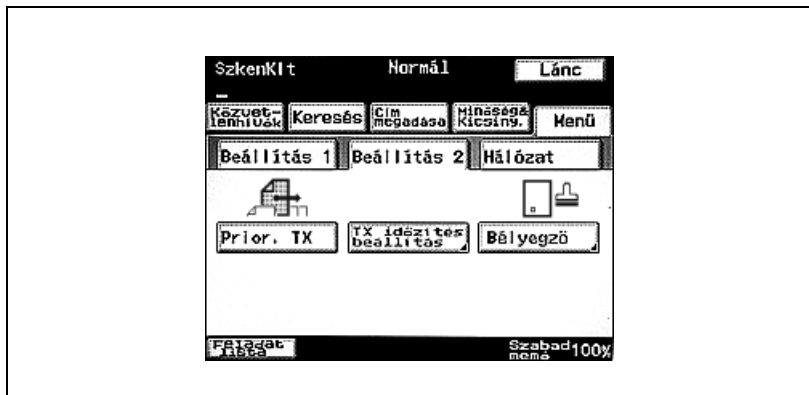 SzkenKIt Normál Lánc
Közvet-
lenhívók Keresés Cím
megadása Minőség&
Kicsiny. Menü
Beállítás 1 Beállítás 2 Hálózat
Prior. TX TX időzítés
beállítás Bélyegző
Feladat
lista Szabad
memó 100%